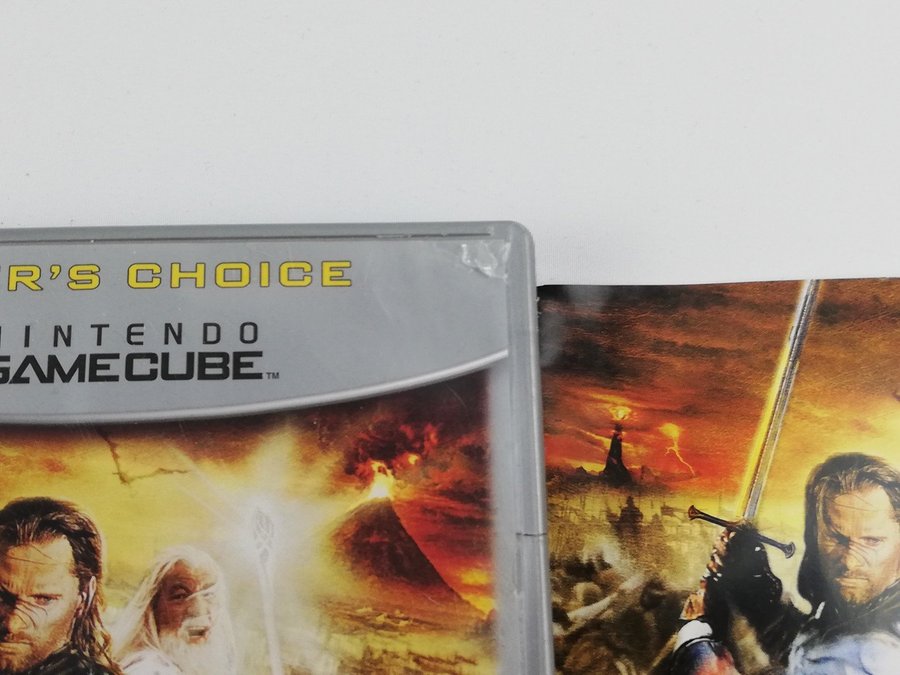 R'S CHOICE
NINTENDO
GAMECUBE™